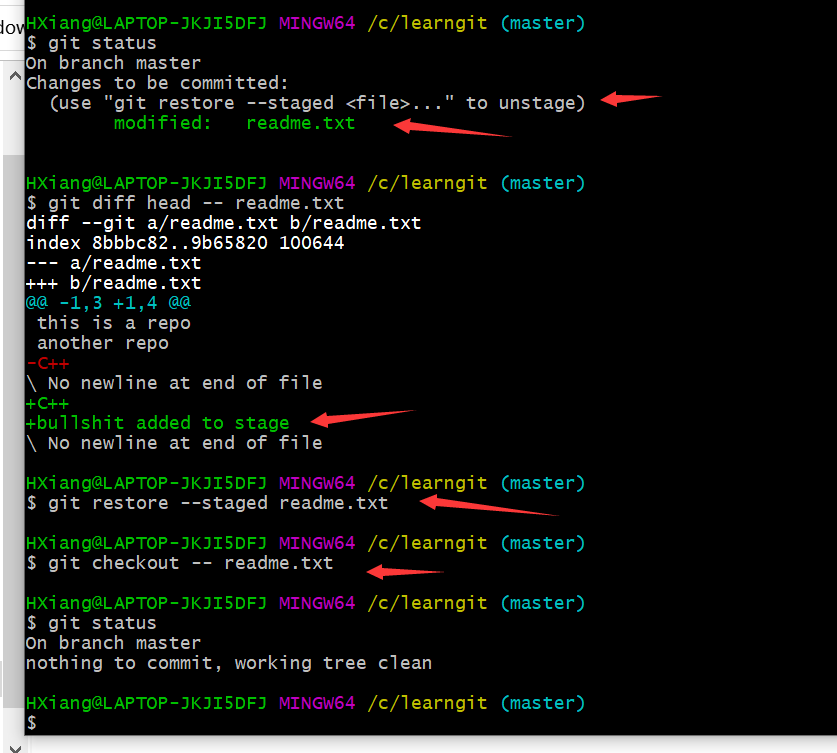 dow
HXiang@LAPTOP-JKJI5DFJ MINGW64 /c/learngit (master)
$ git status
On branch master
Changes to be committed:
  (use "git restore --staged <file>..." to unstage)
        modified:   readme.txt
HXiang@LAPTOP-JKJI5DFJ MINGW64 /c/learngit (master)
$ git diff head -- readme.txt
diff --git a/readme.txt b/readme.txt
index 8bbbc82..9b65820 100644
--- a/readme.txt
+++ b/readme.txt
@@ -1,3 +1,4 @@
 this is a repo
 another repo
-C++
\ No newline at end of file
+C++
+bullshit added to stage
\ No newline at end of file
HXiang@LAPTOP-JKJI5DFJ MINGW64 /c/learngit (master)
$ git restore --staged readme.txt
HXiang@LAPTOP-JKJI5DFJ MINGW64 /c/learngit (master)
$ git checkout -- readme.txt
HXiang@LAPTOP-JKJI5DFJ MINGW64 /c/learngit (master)
$ git status
On branch master
nothing to commit, working tree clean
HXiang@LAPTOP-JKJI5DFJ MINGW64 /c/learngit (master)
$